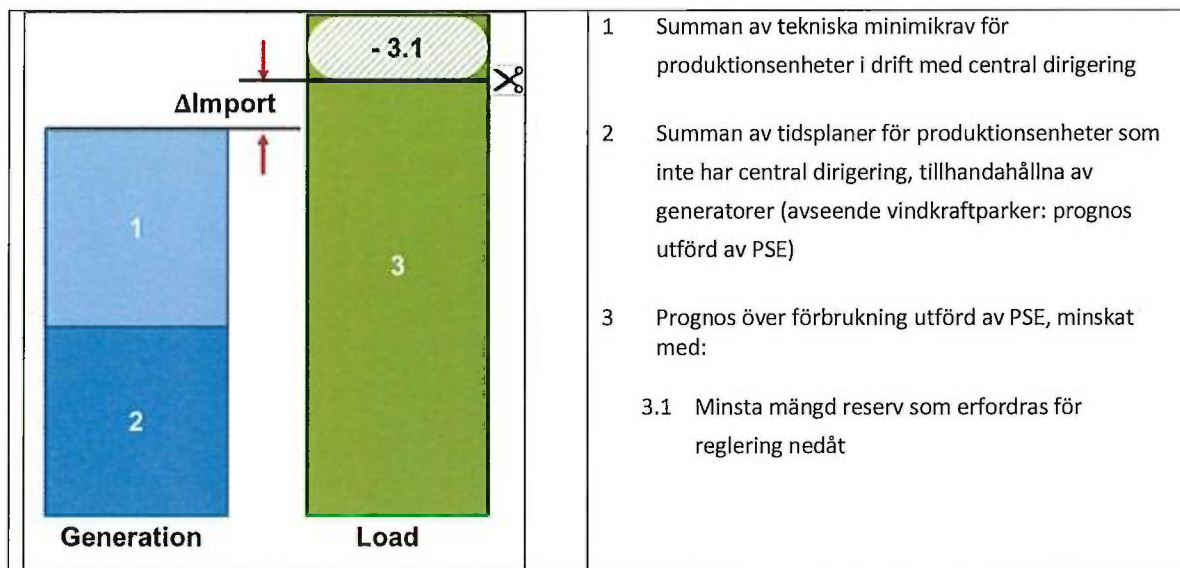 - 3.1
ΔImport
1
2
3
Generation
Load
1 Summan av tekniska minimikrav för
produktionsenheter i drift med central dirigering
2 Summan av tidsplaner för produktionsenheter som
inte har central dirigering, tillhandahållna av
generatorer (avseende vindkraftparker: prognos
utförd av PSE)
3 Prognos över förbrukning utförd av PSE, minskat
med:
3.1 Minsta mängd reserv som erfordras för
reglering nedåt